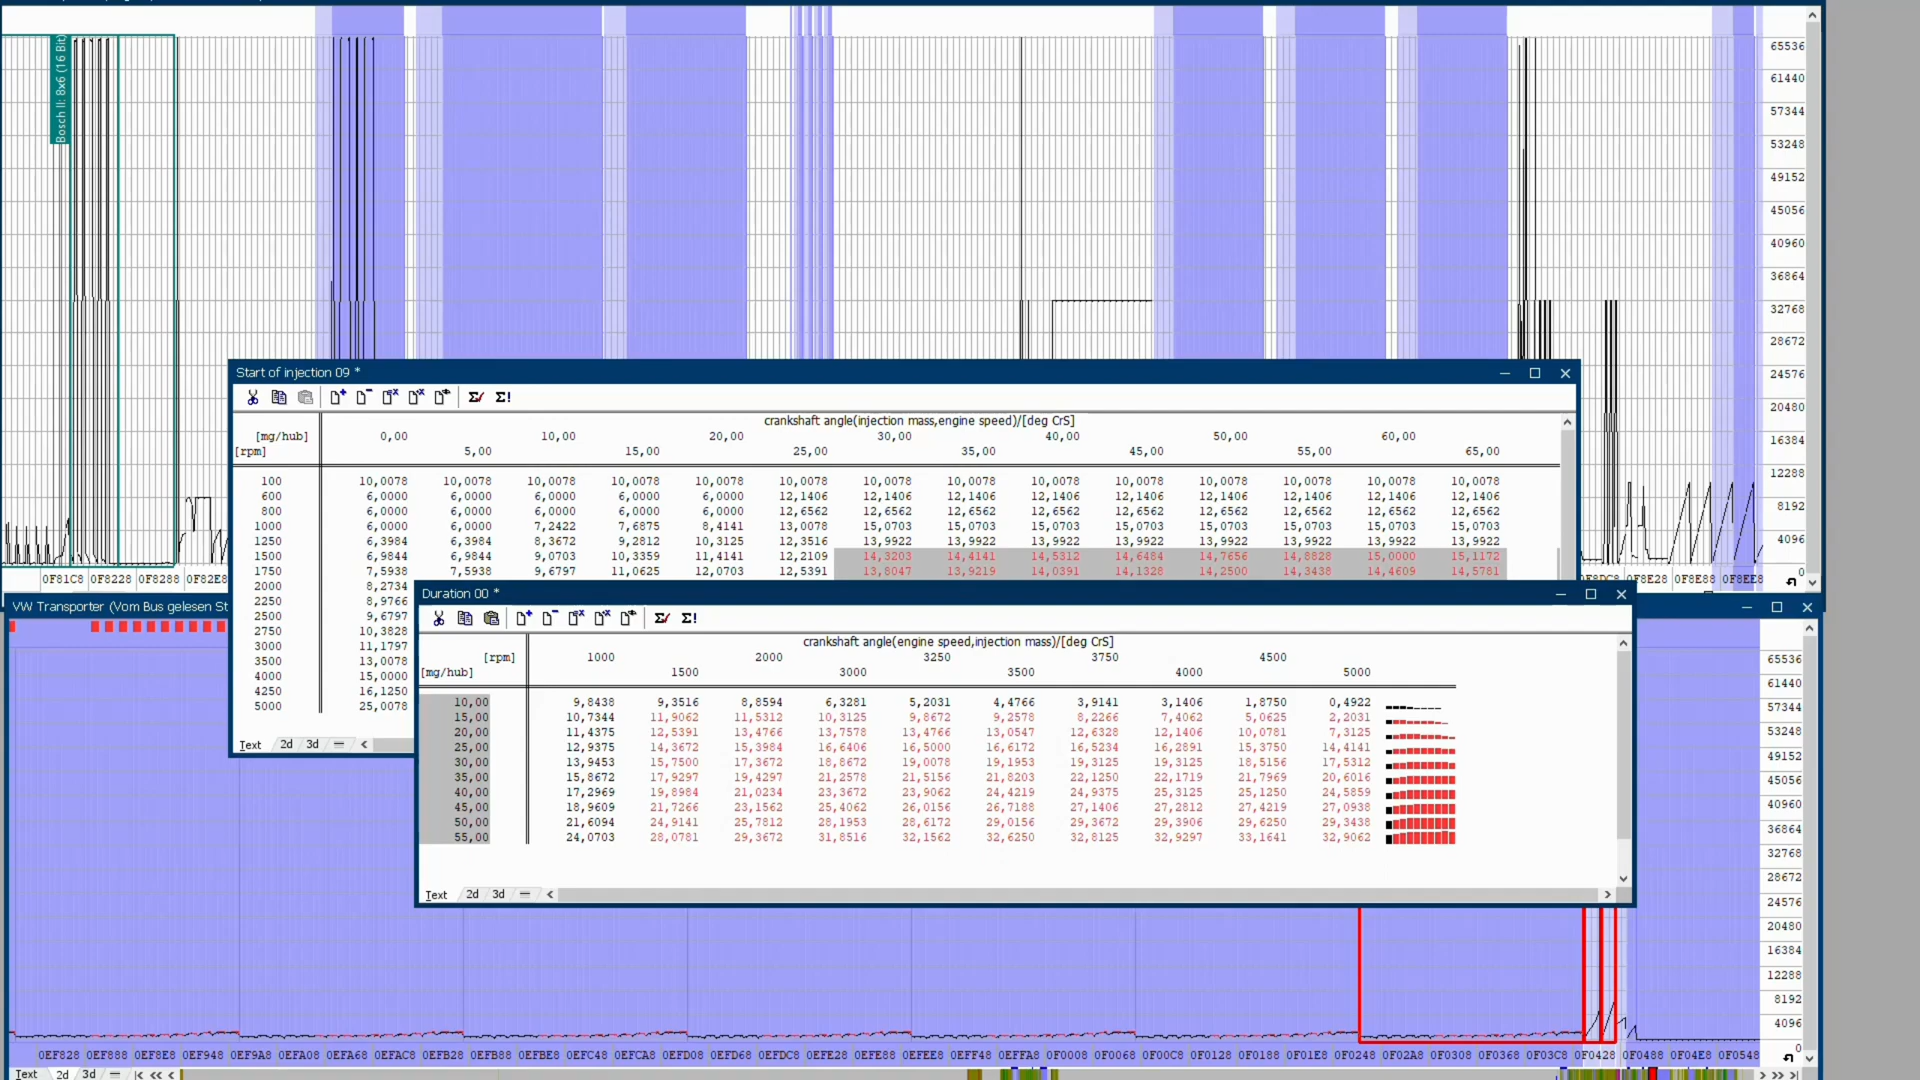 65536
61440
57344
53248
49152
45056
40960
36864
32768
28672
24576
20480
16384
12288
8192
4096
0
Bosch II: 8x6 (16 Bit)
0F81C8 0F8228 0F8288 0F82E8
0F8E28 0F8E88 0F8EE8
Start of injection 09 *
crankshaft angle(injection mass,engine speed)/[deg CrS]
[mg/hub] 0,00 10,00 20,00 30,00 40,00 50,00 60,00
[rpm] 5,00 15,00 25,00 35,00 45,00 55,00 65,00
100 10,0078 10,0078 10,0078 10,0078 10,0078 10,0078 10,0078 10,0078 10,0078 10,0078 10,0078 10,0078 10,0078 10,0078
600 6,0000 6,0000 6,0000 6,0000 6,0000 12,1406 12,1406 12,1406 12,1406 12,1406 12,1406 12,1406 12,1406 12,1406
800 6,0000 6,0000 6,0000 6,0000 6,0000 12,6562 12,6562 12,6562 12,6562 12,6562 12,6562 12,6562 12,6562 12,6562
1000 6,0000 6,0000 7,2422 7,6875 8,4141 13,0078 15,0703 15,0703 15,0703 15,0703 15,0703 15,0703 15,0703 15,0703
1250 6,3984 6,3984 8,3672 9,2812 10,3125 12,3516 13,9922 13,9922 13,9922 13,9922 13,9922 13,9922 13,9922 13,9922
1500 6,9844 6,9844 9,0703 10,3359 11,4141 12,2109 14,3203 14,4141 14,5312 14,6484 14,7656 14,8828 15,0000 15,1172
1750 7,5938 7,5938 9,6797 11,0625 12,0703 12,5391 13,8047 13,9219 14,0391 14,1328 14,2500 14,3438 14,4609 14,5781
2000 8,2734
2250 8,9766
2500 9,6797
2750 10,3828
3000 11,1797
3500 13,0078
4000 15,0000
4250 16,1250
5000 25,0078
Text 2d 3d
Duration 00 *
crankshaft angle(engine speed,injection mass)/[deg CrS]
[rpm] 1000 2000 3250 3750 4500
[mg/hub] 1500 3000 3500 4000 5000
10,00 9,8438 9,3516 8,8594 6,3281 5,2031 4,4766 3,9141 3,1406 1,8750 0,4922
15,00 10,7344 11,9062 11,5312 10,3125 9,8672 9,2578 8,2266 7,4062 5,0625 2,2031
20,00 11,4375 12,5391 13,4766 13,7578 13,4766 13,0547 12,6328 12,1406 10,0781 7,3125
25,00 12,9375 14,3672 15,3984 16,6406 16,5000 16,6172 16,5234 16,2891 15,3750 14,4141
30,00 13,9453 15,7500 17,3672 18,8672 19,0078 19,1953 19,3125 19,3125 18,5156 17,5312
35,00 15,8672 17,9297 19,4297 21,2578 21,5156 21,8203 22,1250 22,1719 21,7969 20,6016
40,00 17,2969 19,8984 21,0234 23,3672 23,9062 24,4219 24,9375 25,3125 25,1250 24,5859
45,00 18,9609 21,7266 23,1562 25,4062 26,0156 26,7188 27,1406 27,2812 27,4219 27,0938
50,00 21,6094 24,9141 25,7812 28,1953 28,6172 29,0156 29,3672 29,3906 29,6250 29,3438
55,00 24,0703 28,0781 29,3672 31,8516 32,1562 32,6250 32,8125 32,9297 33,1641 32,9062
Text 2d 3d
VW Transporter (Vom Bus gelesen St
65536
61440
57344
53248
49152
45056
40960
36864
32768
28672
24576
20480
16384
12288
8192
4096
0
0EF828 0EF888 0EF8E8 0EF948 0EF9A8 0EFA08 0EFA68 0EFAC8 0EFB28 0EFB88 0EFBE8 0EFC48 0EFCA8 0EFD08 0EFD68 0EFDC8 0EFE28 0EFE88 0EFEE8 0EFF48 0EFFA8 0F0008 0F0068 0F00C8 0F0128 0F0188 0F01E8 0F0248 0F02A8 0F0308 0F0368 0F03C8 0F0428 0F0488 0F04E8 0F0548
Text 2d 3d